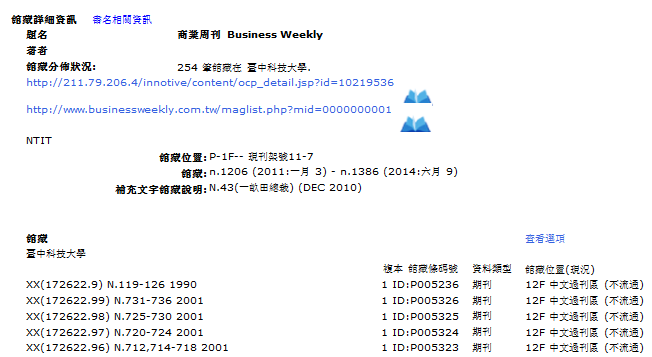 館藏詳細資訊 書名相關資訊
題名 商業周刊 Business Weekly
著者
館藏分佈狀況: 254 筆館藏在 臺中科技大學.
http://211.79.206.4/innotive/content/ocp_detail.jsp?id=10219536
http://www.businessweekly.com.tw/maglist.php?mid=0000000001
NTIT
館藏位置: P-1F-- 現刊架號11-7
館藏: n.1206 (2011:一月 3) - n.1386 (2014:六月 9)
補充文字館藏說明: N.43(一畝田總裁) (DEC 2010)
館藏 查看選項
臺中科技大學
複本 館藏條碼號 資料類型 館藏位置(現況)
XX(172622.9) N.119-126 1990 1 ID:P005236 期刊 12F 中文過刊區 (不流通)
XX(172622.99) N.731-736 2001 1 ID:P005326 期刊 12F 中文過刊區 (不流通)
XX(172622.98) N.725-730 2001 1 ID:P005325 期刊 12F 中文過刊區 (不流通)
XX(172622.97) N.720-724 2001 1 ID:P005324 期刊 12F 中文過刊區 (不流通)
XX(172622.96) N.712,714-718 2001 1 ID:P005323 期刊 12F 中文過刊區 (不流通)